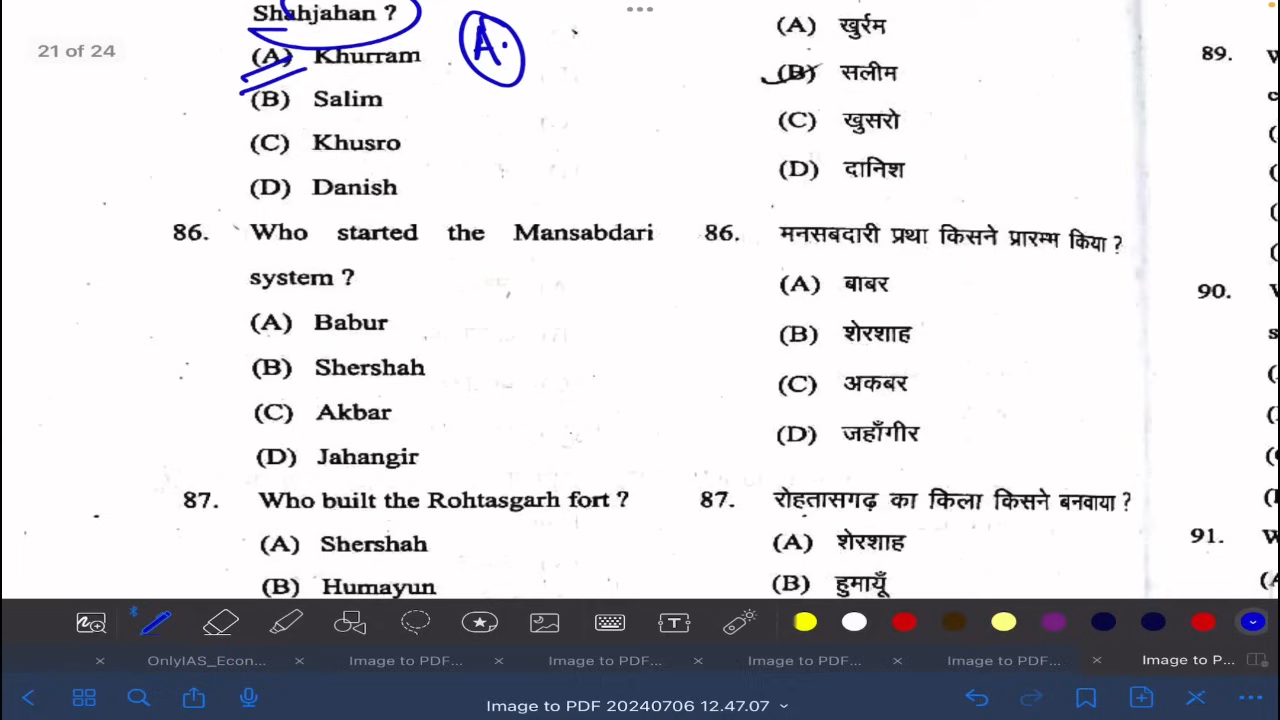 Shahjahan ?
(A) Khurram
(B) Salim
(C) Khusro
(D) Danish
86. Who started the Mansabdari
system ?
(A) Babur
(B) Shershah
(C) Akbar
(D) Jahangir
87. Who built the Rohtasgarh fort ?
(A) Shershah
(B) Humayun
A.
(A) खुर्रम
(B) सलीम
(C) खुसरो
(D) दानिश
86. मनसबदारी प्रथा किसने प्रारम्भ किया ?
(A) बाबर
(B) शेरशाह
(C) अकबर
(D) जहाँगीर
87. रोहतासगढ़ का किला किसने बनवाया ?
(A) शेरशाह
(B) हुमायूँ
89.
90.
91.
21 of 24
T
OnlyIAS_Econ... Image to PDF... Image to PDF... Image to PDF... Image to PDF... Image to P...
Image to PDF 20240706 12.47.07